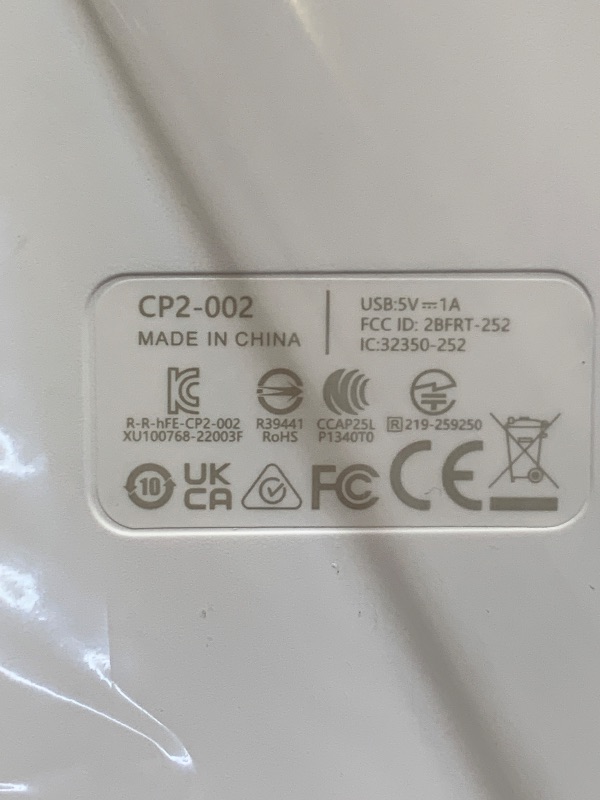 CP2-002
MADE IN CHINA
USB:5V⎓1A
FCC ID: 2BFRT-252
IC:32350-252
R-R-hFE-CP2-002
XU100768-22003F
R39441
RoHS
CCAP25L
P1340T0
R 219-259250
10
UK
CA
FC
CE